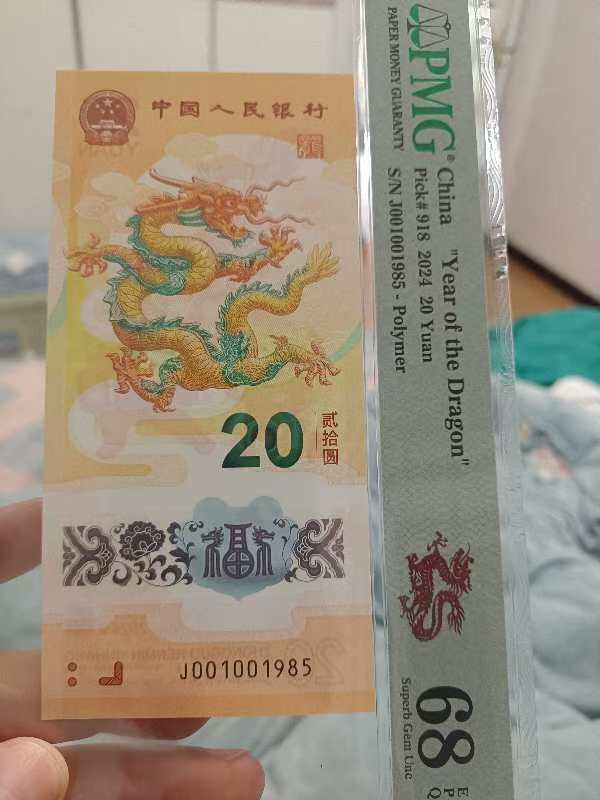 中国人民银行
20
贰拾圆
J001001985
PMG®
PAPER MONEY GUARANTY
China "Year of the Dragon"
Pick# 918 2024 20 Yuan
S/N J001001985 - Polymer
68
Superb Gem Unc
E
P
Q